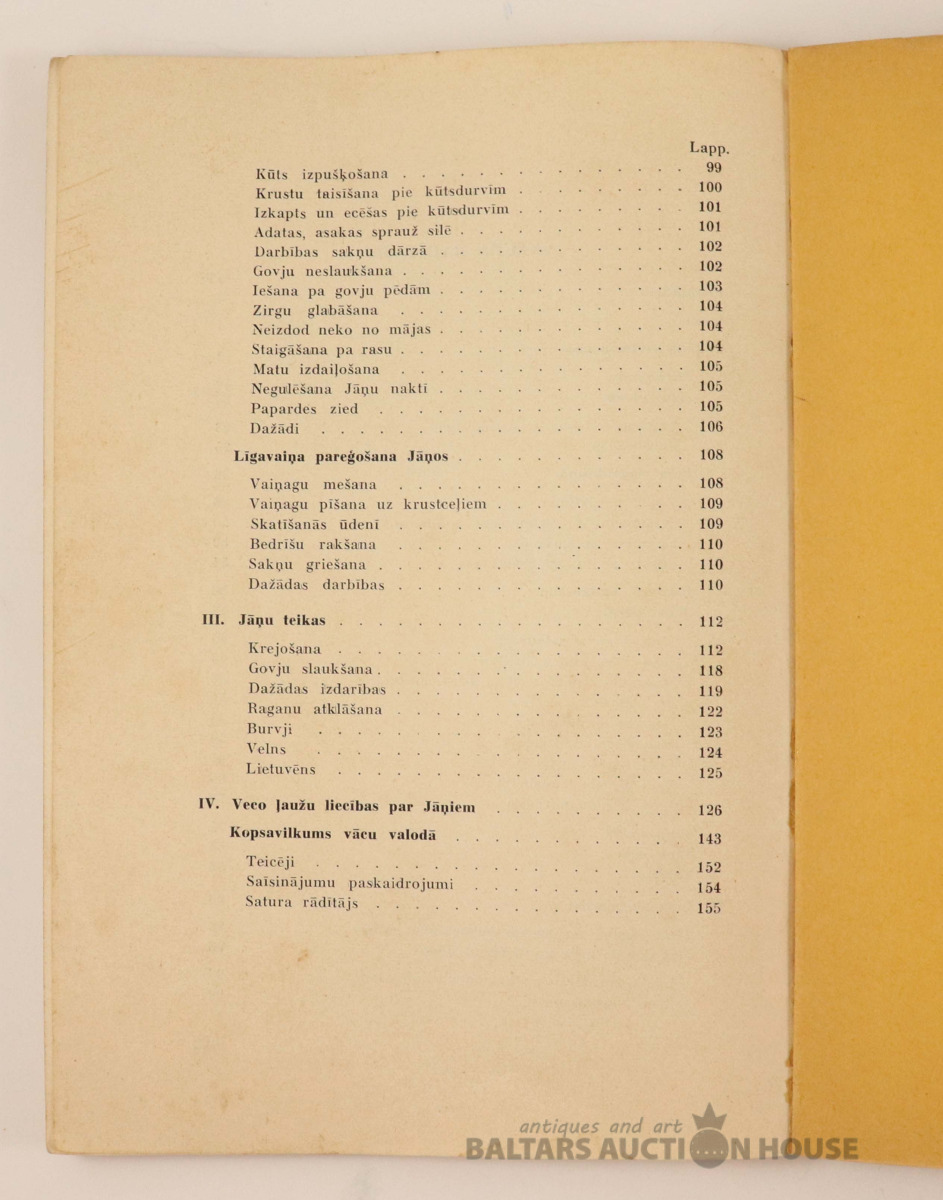 Lapp.
Kūts izpušķošana . . . . . . . . . . . . . . . 99
Krustu taisīšana pie kūtsdurvīm . . . . . . . . . 100
Izkapts un ecēšas pie kūtsdurvīm . . . . . . . . . 101
Adatas, asakas sprauž silē . . . . . . . . . . . . 101
Darbības sakņu dārzā . . . . . . . . . . . . . 102
Govju neslaukšana . . . . . . . . . . . . . . . 102
Iešana pa govju pēdām . . . . . . . . . . . . . 103
Zirgu glabāšana . . . . . . . . . . . . . . . 104
Neizdod neko no mājas . . . . . . . . . . . . . 104
Staigāšana pa rasu . . . . . . . . . . . . . . . 104
Matu izdaiļošana . . . . . . . . . . . . . . . 105
Negulēšana Jāņu naktī . . . . . . . . . . . . . 105
Papardes zied . . . . . . . . . . . . . . . . 105
Dažādi . . . . . . . . . . . . . . . . . . . 106
Līgavaiņa pareģošana Jāņos . . . . . . . . . . . . 108
Vaiņagu mešana . . . . . . . . . . . . . . . 108
Vaiņagu pīšana uz krustceļiem . . . . . . . . . . 109
Skatīšanās ūdenī . . . . . . . . . . . . . . . 109
Bedrīšu rakšana . . . . . . . . . . . . . . . 110
Sakņu griešana . . . . . . . . . . . . . . . . 110
Dažādas darbības . . . . . . . . . . . . . . . 110
III. Jāņu teikas . . . . . . . . . . . . . . . . . . 112
Krejošana . . . . . . . . . . . . . . . . . . 112
Govju slaukšana . . . . . . . . . . . . . . . . 118
Dažādas izdarības . . . . . . . . . . . . . . . 119
Raganu atklāšana . . . . . . . . . . . . . . . 122
Burvji . . . . . . . . . . . . . . . . . . . 123
Velns . . . . . . . . . . . . . . . . . . . 124
Lietuvēns . . . . . . . . . . . . . . . . . . 125
IV. Veco ļaužu liecības par Jāņiem . . . . . . . . . . 126
Kopsavilkums vācu valodā . . . . . . . . . . . . 143
Teicēji . . . . . . . . . . . . . . . . . . . 152
Saīsinājumu paskaidrojumi . . . . . . . . . . . 154
Satura rādītājs . . . . . . . . . . . . . . . . 155
antiques and art
BALTARS AUCTION HOUSE